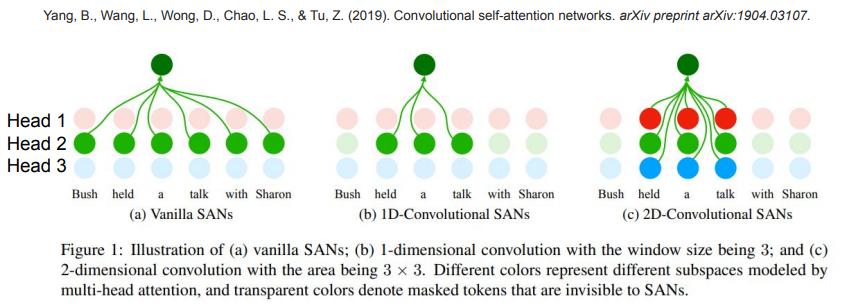 Yang, B., Wang, L., Wong, D., Chao, L. S., & Tu, Z. (2019). Convolutional self-attention networks. arXiv preprint arXiv:1904.03107.
Head 1
Head 2
Head 3
Bush held a talk with Sharon
(a) Vanilla SANs
Bush held a talk with Sharon
(b) 1D-Convolutional SANs
Bush held a talk with Sharon
(c) 2D-Convolutional SANs
Figure 1: Illustration of (a) vanilla SANs; (b) 1-dimensional convolution with the window size being 3; and (c)
2-dimensional convolution with the area being 3 × 3. Different colors represent different subspaces modeled by
multi-head attention, and transparent colors denote masked tokens that are invisible to SANs.